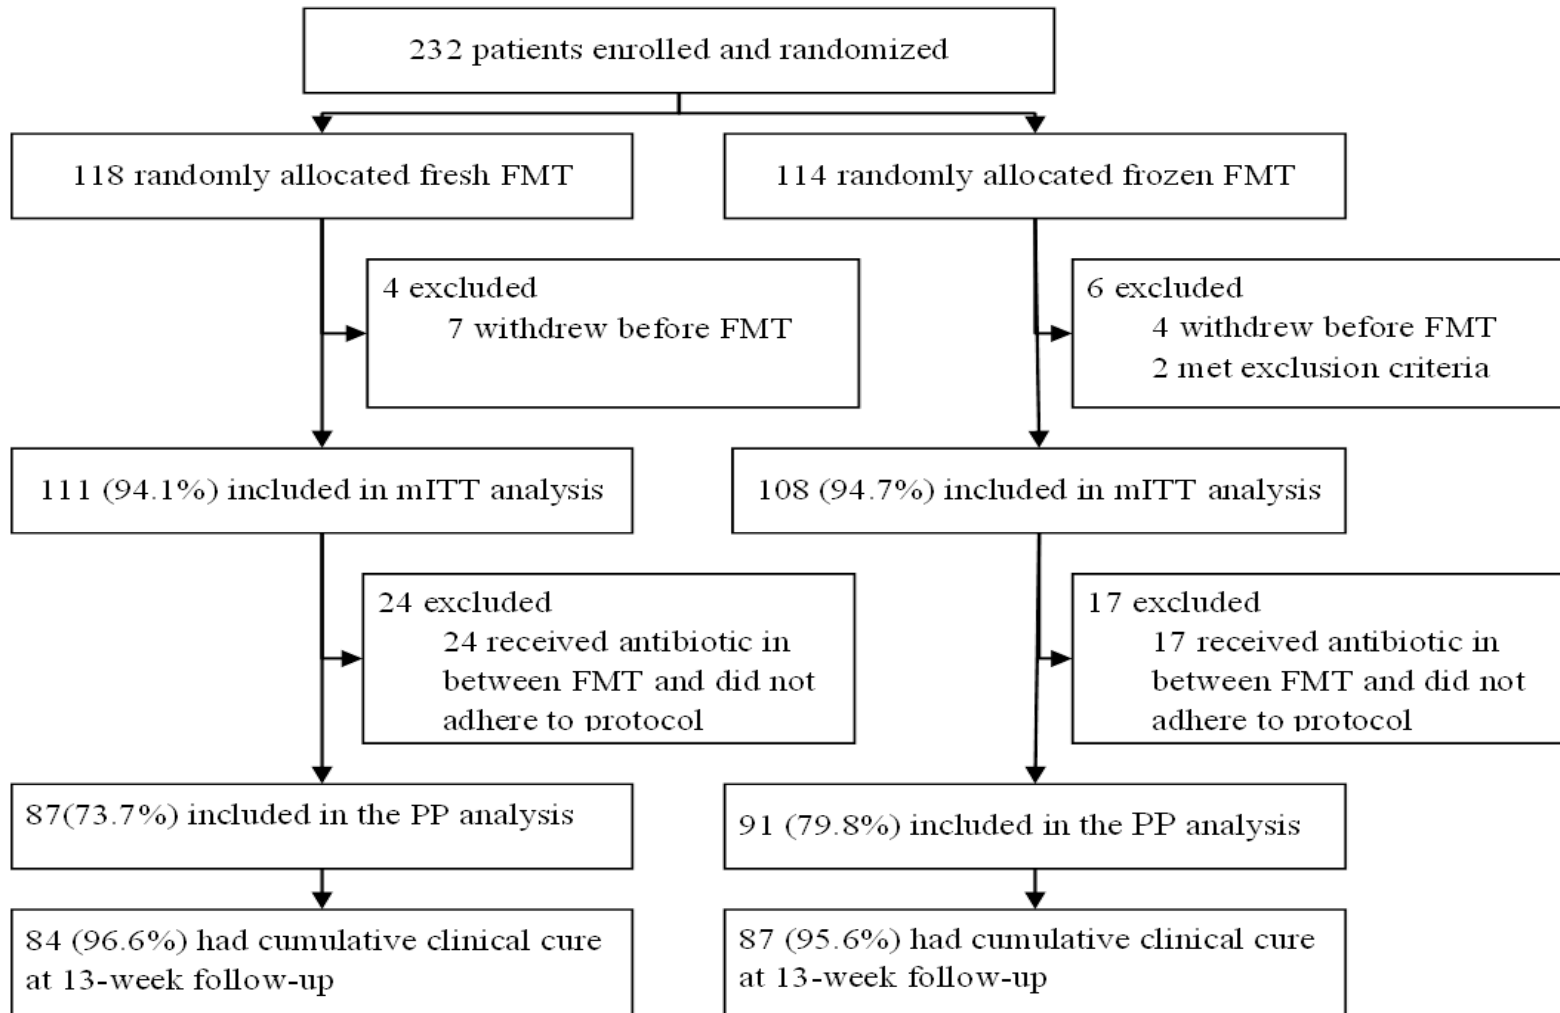 232 patients enrolled and randomized
118 randomly allocated fresh FMT
114 randomly allocated frozen FMT
4 excluded
7 withdrew before FMT
6 excluded
4 withdrew before FMT
2 met exclusion criteria
111 (94.1%) included in mITT analysis
108 (94.7%) included in mITT analysis
24 excluded
24 received antibiotic in
between FMT and did not
adhere to protocol
17 excluded
17 received antibiotic in
between FMT and did not
adhere to protocol
87(73.7%) included in the PP analysis
91 (79.8%) included in the PP analysis
84 (96.6%) had cumulative clinical cure
at 13-week follow-up
87 (95.6%) had cumulative clinical cure
at 13-week follow-up